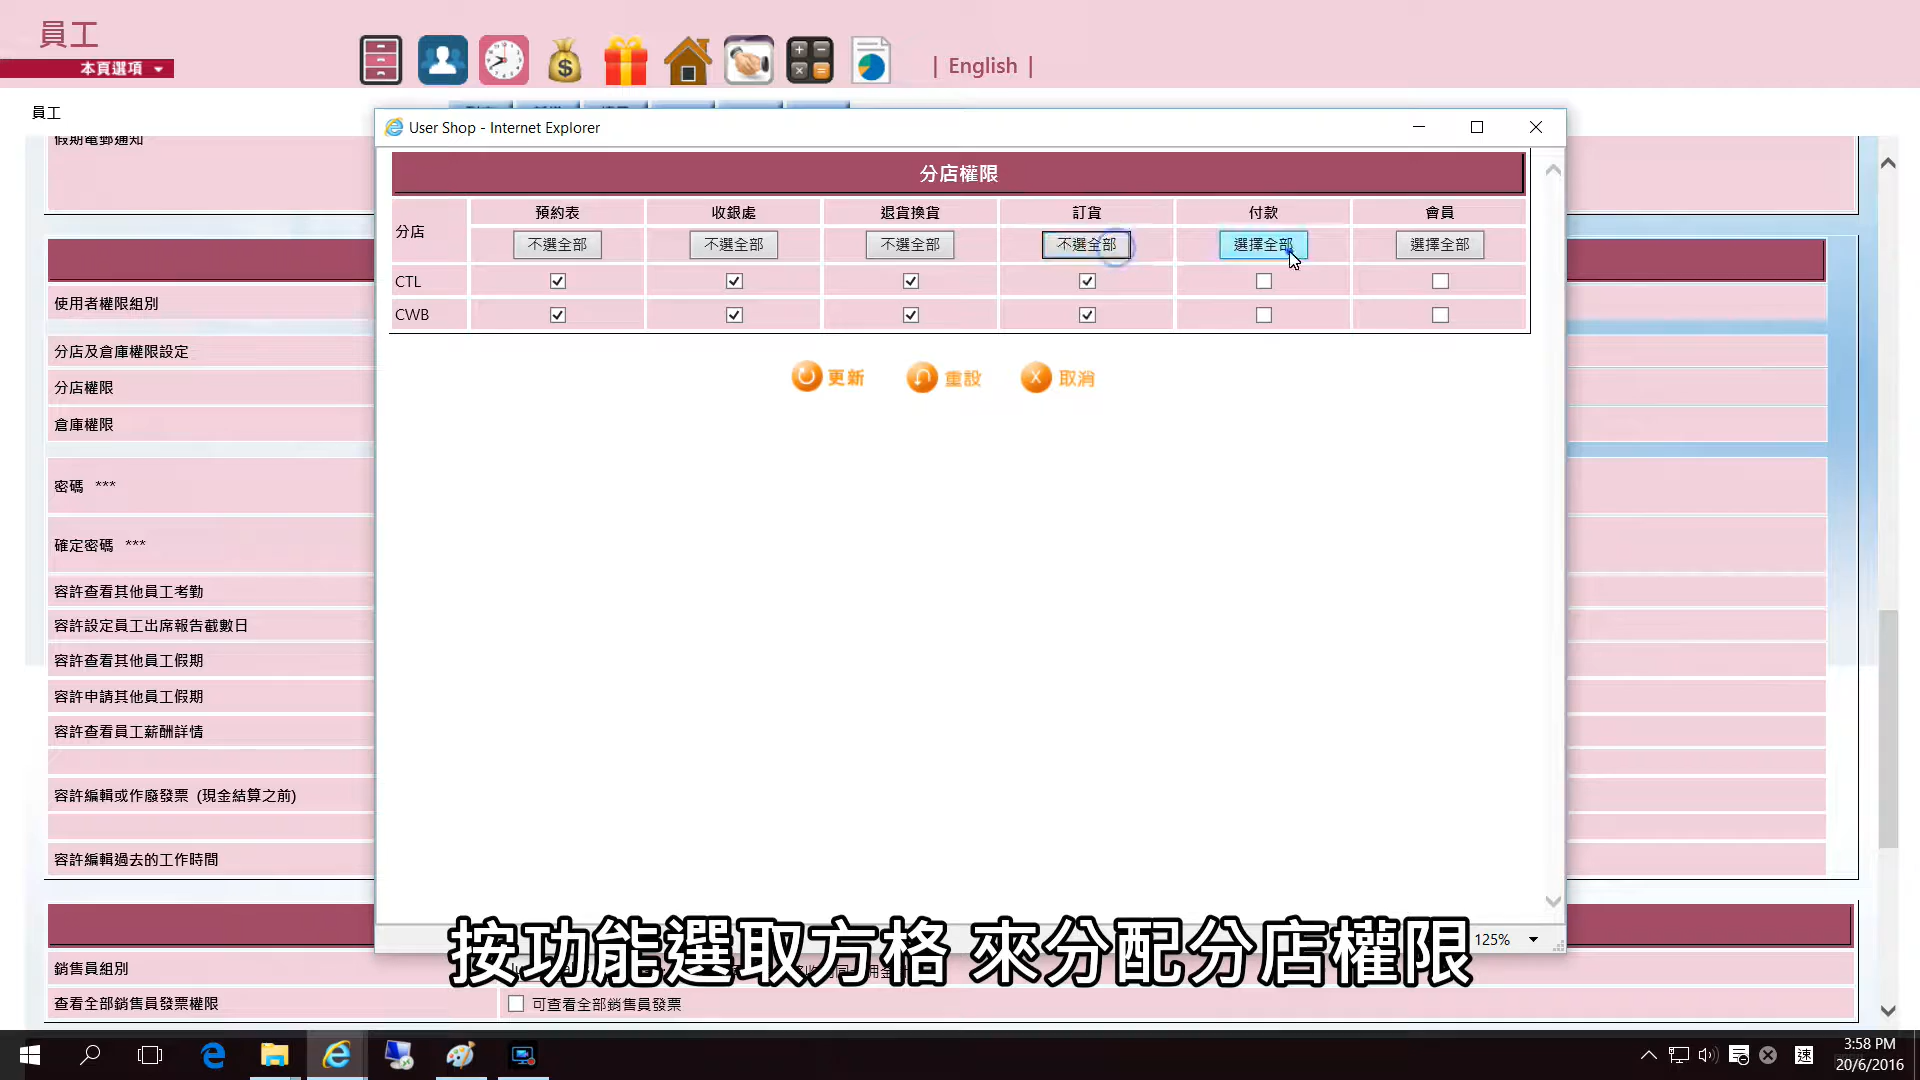 員工
本頁選項
| English |
員工
假期電郵通知
User Shop - Internet Explorer
分店權限
分店
預約表
收銀處
退貨換貨
訂貨
付款
會員
不選全部
不選全部
不選全部
不選全部
選擇全部
選擇全部
CTL
CWB
更新
重設
取消
使用者權限組別
分店及倉庫權限設定
分店權限
倉庫權限
密碼 ***
確定密碼 ***
容許查看其他員工考勤
容許設定員工出席報告截數日
容許查看其他員工假期
容許申請其他員工假期
容許查看員工薪酬詳情
容許編輯或作廢發票 (現金結算之前)
容許編輯過去的工作時間
125%
按功能選取方格 來分配分店權限
銷售員組別
查看全部銷售員發票權限
可查看全部銷售員發票
速
3:58 PM
20/6/2016